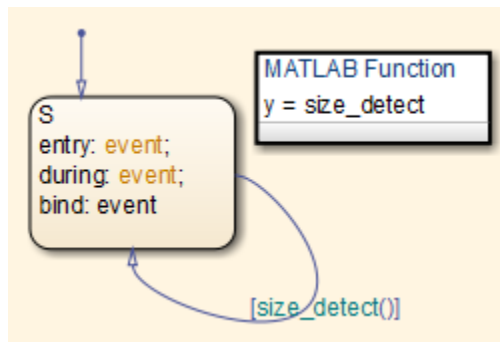 S
entry: event;
during: event;
bind: event
MATLAB Function
y = size_detect
[size_detect()]